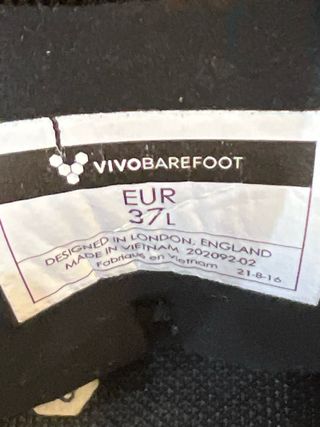 VIVOBAREFOOT
EUR
37L
DESIGNED IN LONDON, ENGLAND
MADE IN VIETNAM 202092-02
Fabriqué en Vietnam 21-8-16